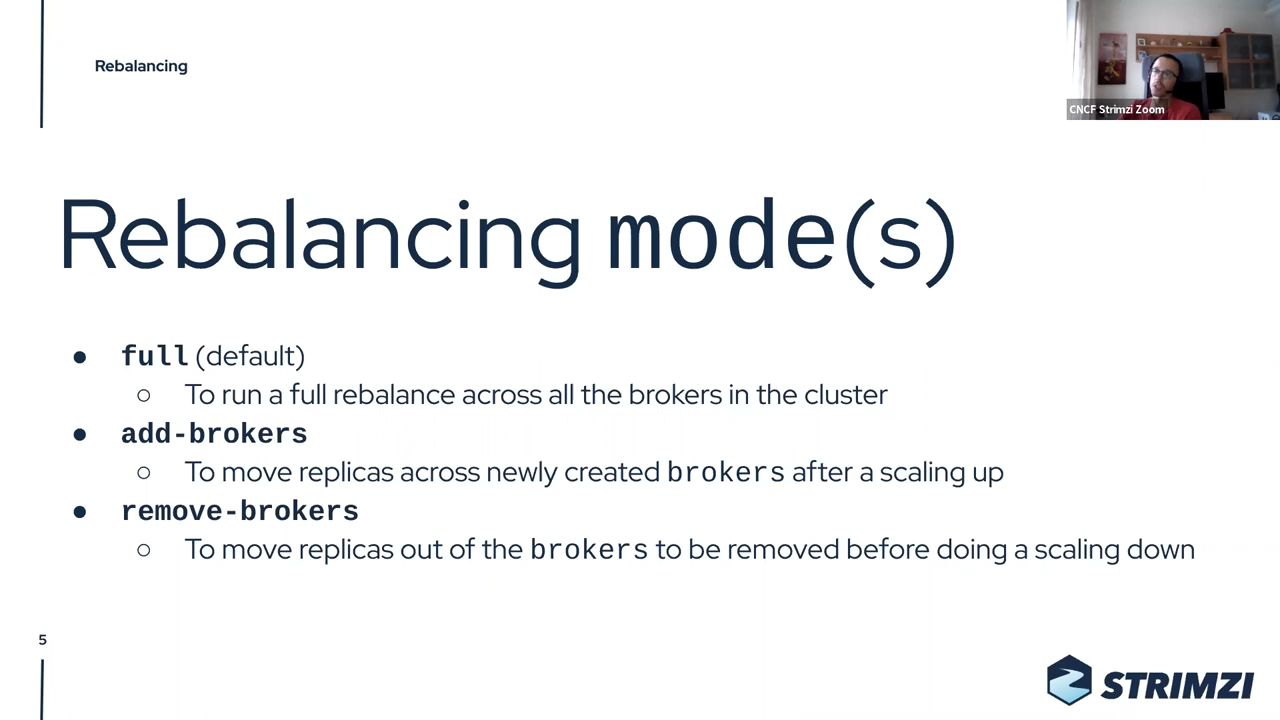 Rebalancing
CNCF Strimzi Zoom
Rebalancing mode(s)
● full (default)
○ To run a full rebalance across all the brokers in the cluster
● add-brokers
○ To move replicas across newly created brokers after a scaling up
● remove-brokers
○ To move replicas out of the brokers to be removed before doing a scaling down
5
STRIMZI